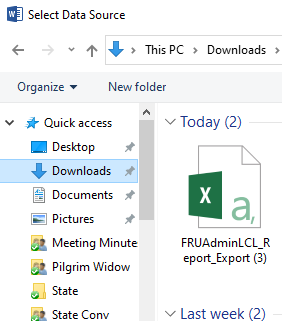 Select Data Source
This PC > Downloads >
Organize
New folder
Quick access
Desktop
Downloads
Documents
Pictures
Meeting Minute
Pilgrim Widow
State
State Conv
Today (2)
X
a,
FRUAdminLCL_R
eport_Export (3)
Last week (2)